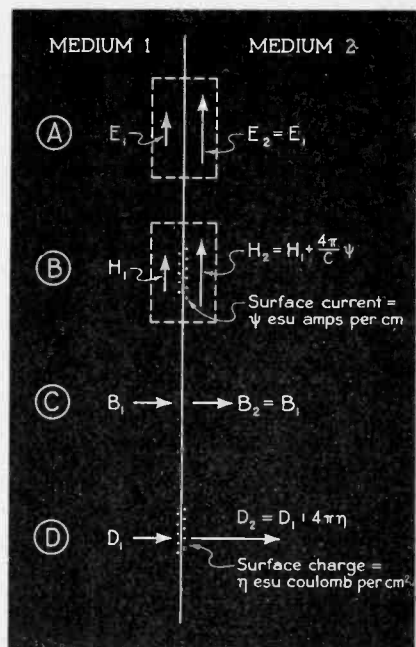 MEDIUM 1 MEDIUM 2
A
E₁ E₂ = E₁
B
H₁ H₂ = H₁ + 4π/C ψ
Surface current =
ψ esu amps per cm
C
B₁ B₂ = B₁
D
D₁ D₂ = D₁ + 4πη
Surface charge =
η esu coulomb per cm²